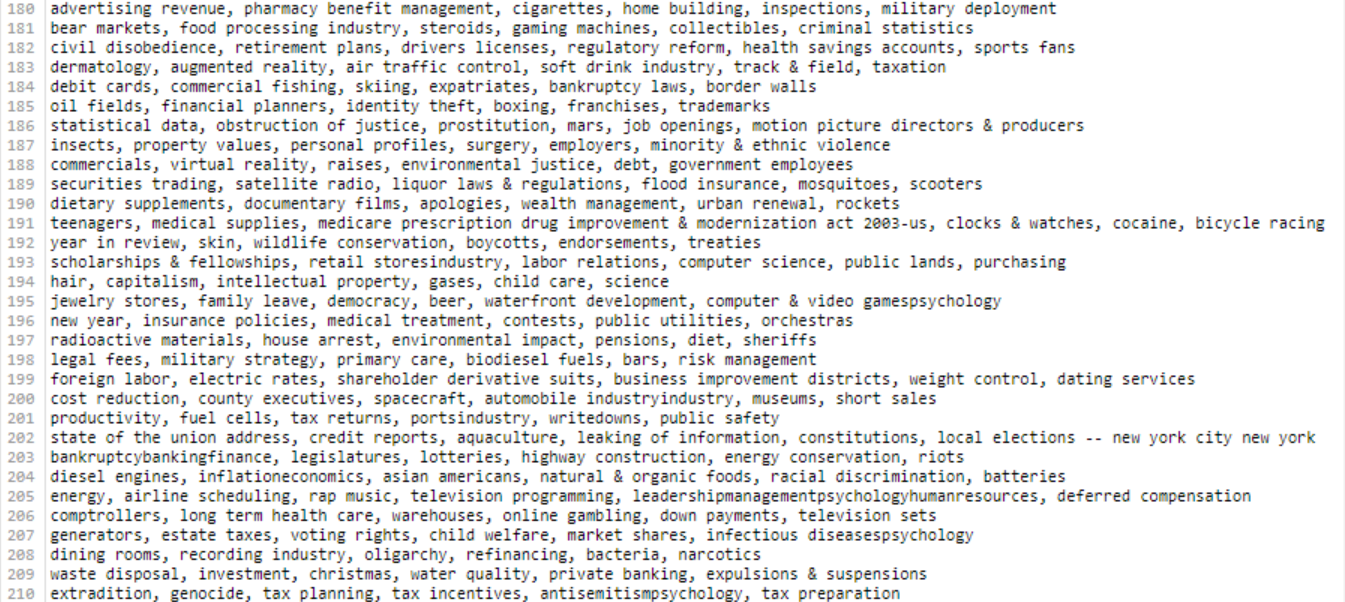 180 advertising revenue, pharmacy benefit management, cigarettes, home building, inspections, military deployment
181 bear markets, food processing industry, steroids, gaming machines, collectibles, criminal statistics
182 civil disobedience, retirement plans, drivers licenses, regulatory reform, health savings accounts, sports fans
183 dermatology, augmented reality, air traffic control, soft drink industry, track & field, taxation
184 debit cards, commercial fishing, skiing, expatriates, bankruptcy laws, border walls
185 oil fields, financial planners, identity theft, boxing, franchises, trademarks
186 statistical data, obstruction of justice, prostitution, mars, job openings, motion picture directors & producers
187 insects, property values, personal profiles, surgery, employers, minority & ethnic violence
188 commercials, virtual reality, raises, environmental justice, debt, government employees
189 securities trading, satellite radio, liquor laws & regulations, flood insurance, mosquitoes, scooters
190 dietary supplements, documentary films, apologies, wealth management, urban renewal, rockets
191 teenagers, medical supplies, medicare prescription drug improvement & modernization act 2003-us, clocks & watches, cocaine, bicycle racing
192 year in review, skin, wildlife conservation, boycotts, endorsements, treaties
193 scholarships & fellowships, retail storesindustry, labor relations, computer science, public lands, purchasing
194 hair, capitalism, intellectual property, gases, child care, science
195 jewelry stores, family leave, democracy, beer, waterfront development, computer & video gamespsychology
196 new year, insurance policies, medical treatment, contests, public utilities, orchestras
197 radioactive materials, house arrest, environmental impact, pensions, diet, sheriffs
198 legal fees, military strategy, primary care, biodiesel fuels, bars, risk management
199 foreign labor, electric rates, shareholder derivative suits, business improvement districts, weight control, dating services
200 cost reduction, county executives, spacecraft, automobile industryindustry, museums, short sales
201 productivity, fuel cells, tax returns, portsindustry, writedowns, public safety
202 state of the union address, credit reports, aquaculture, leaking of information, constitutions, local elections -- new york city new york
203 bankruptcybankingfinance, legislatures, lotteries, highway construction, energy conservation, riots
204 diesel engines, inflationeconomics, asian americans, natural & organic foods, racial discrimination, batteries
205 energy, airline scheduling, rap music, television programming, leadershipmanagementpsychologyhumanresources, deferred compensation
206 comptrollers, long term health care, warehouses, online gambling, down payments, television sets
207 generators, estate taxes, voting rights, child welfare, market shares, infectious diseasespsychology
208 dining rooms, recording industry, oligarchy, refinancing, bacteria, narcotics
209 waste disposal, investment, christmas, water quality, private banking, expulsions & suspensions
210 extradition, genocide, tax planning, tax incentives, antisemitismpsychology, tax preparation